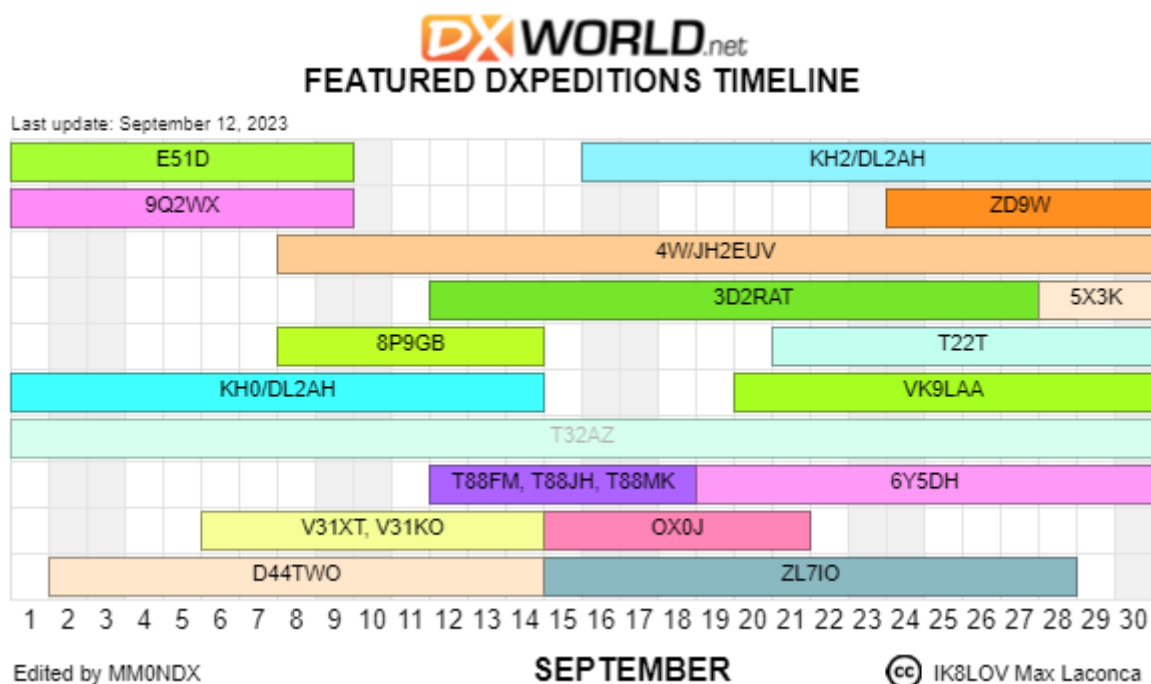 DX WORLD.net
FEATURED DXPEDITIONS TIMELINE
Last update: September 12, 2023
E51D KH2/DL2AH
9Q2WX ZD9W
4W/JH2EUV
3D2RAT 5X3K
8P9GB T22T
KH0/DL2AH VK9LAA
T32AZ
T88FM, T88JH, T88MK 6Y5DH
V31XT, V31KO OX0J
D44TWO ZL7IO
1 2 3 4 5 6 7 8 9 10 11 12 13 14 15 16 17 18 19 20 21 22 23 24 25 26 27 28 29 30
Edited by MM0NDX SEPTEMBER cc IK8LOV Max Laconca